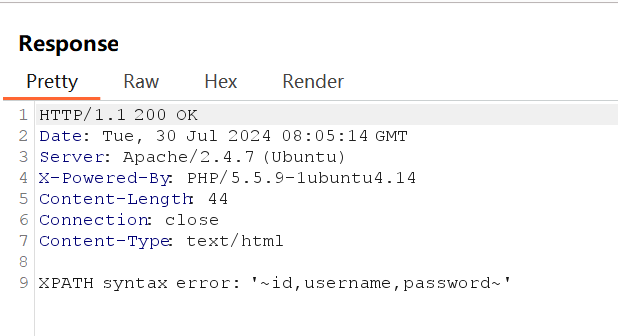 Response
Pretty Raw Hex Render
1 HTTP/1.1 200 OK
2 Date: Tue, 30 Jul 2024 08:05:14 GMT
3 Server: Apache/2.4.7 (Ubuntu)
4 X-Powered-By: PHP/5.5.9-1ubuntu4.14
5 Content-Length: 44
6 Connection: close
7 Content-Type: text/html
8
9 XPATH syntax error: '~id,username,password~'